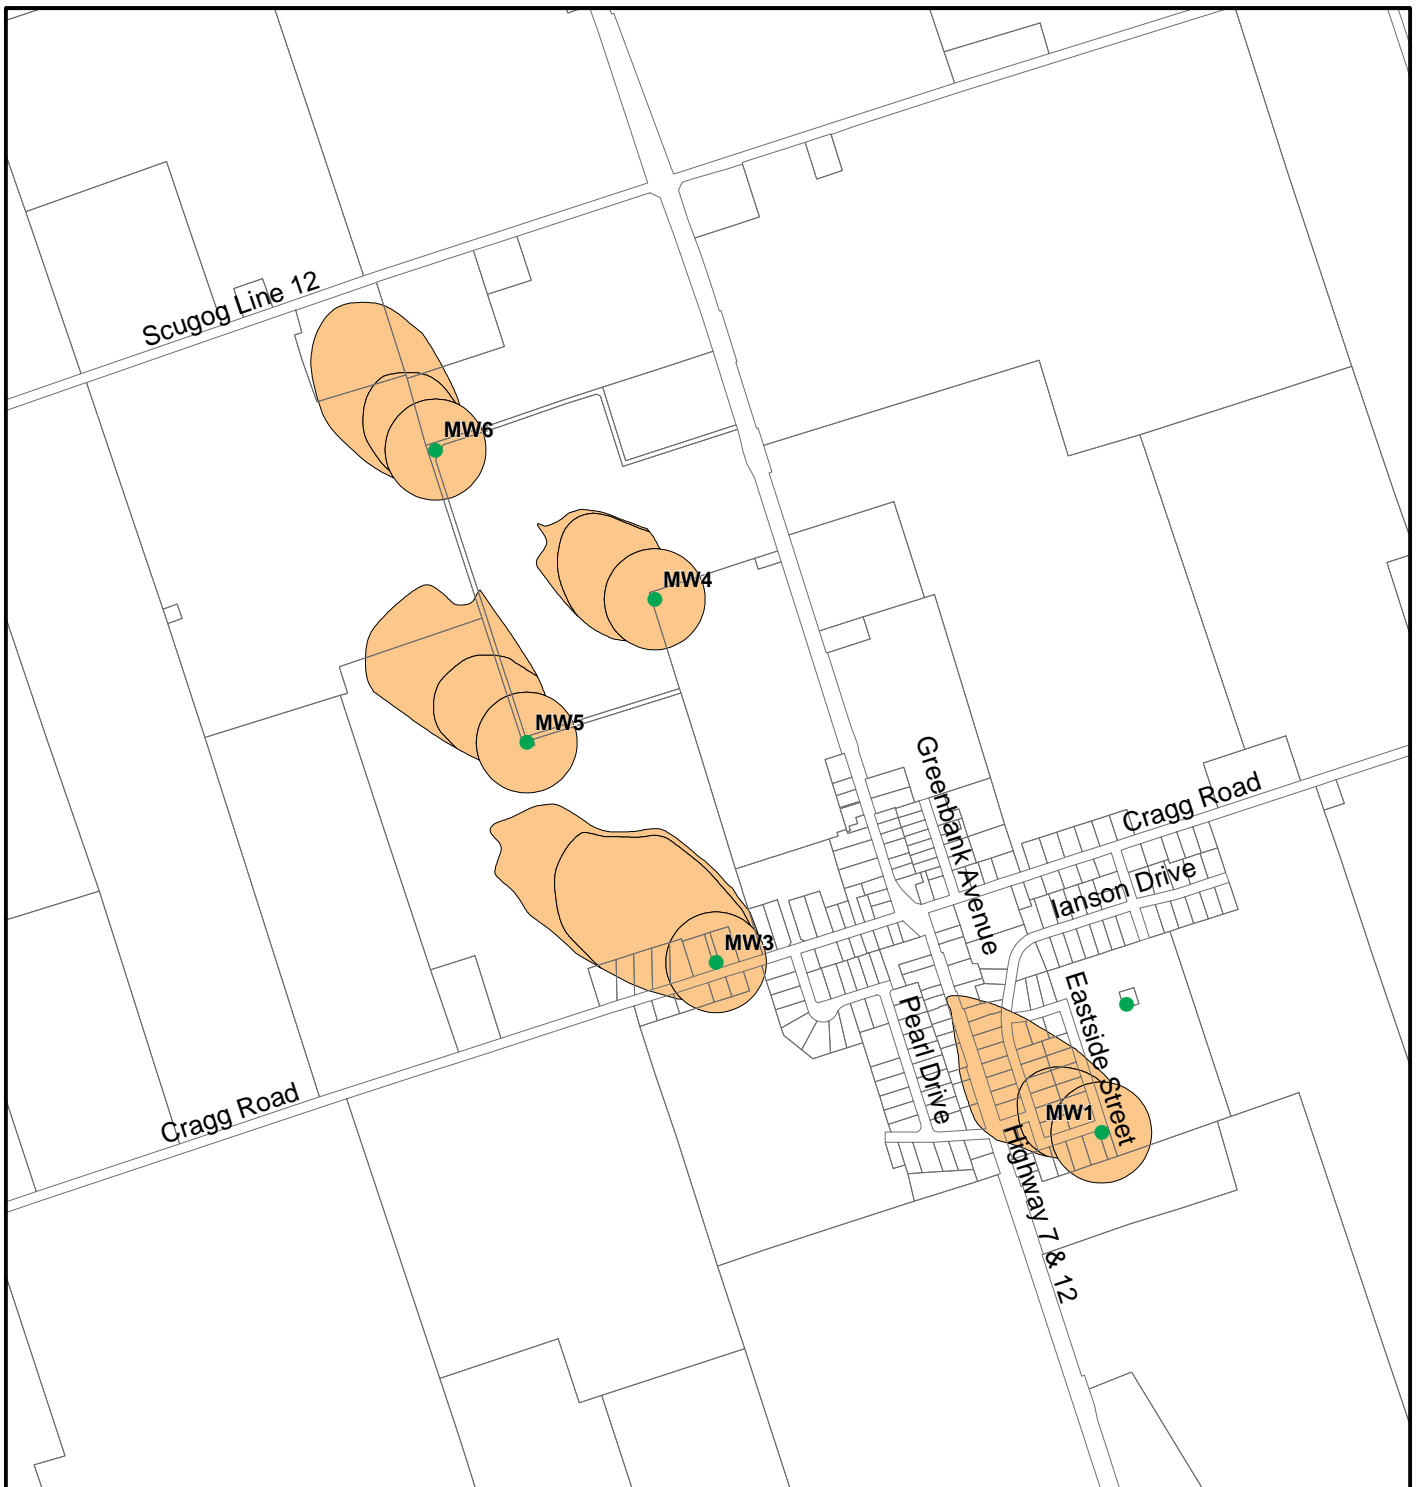 Scugog Line 12
MW6
MW4
MW5
Greenbank Avenue
Cragg Road
Ianson Drive
MW3
Eastside Street
Pearl Drive
Cragg Road
MW1
Highway 7 & 12